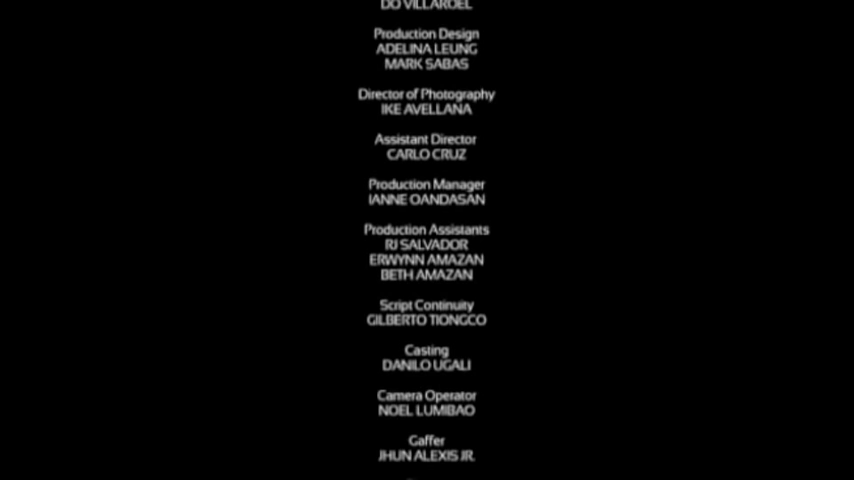 DO VILLAROEL
Production Design
ADELINA LEUNG
MARK SABAS
Director of Photography
IKE AVELLANA
Assistant Director
CARLO CRUZ
Production Manager
IANNE OANDASAN
Production Assistants
RJ SALVADOR
ERWYNN AMAZAN
BETH AMAZAN
Script Continuity
GILBERTO TIONGCO
Casting
DANILO UGALI
Camera Operator
NOEL LUMIBAO
Gaffer
JHUN ALEXIS JR.